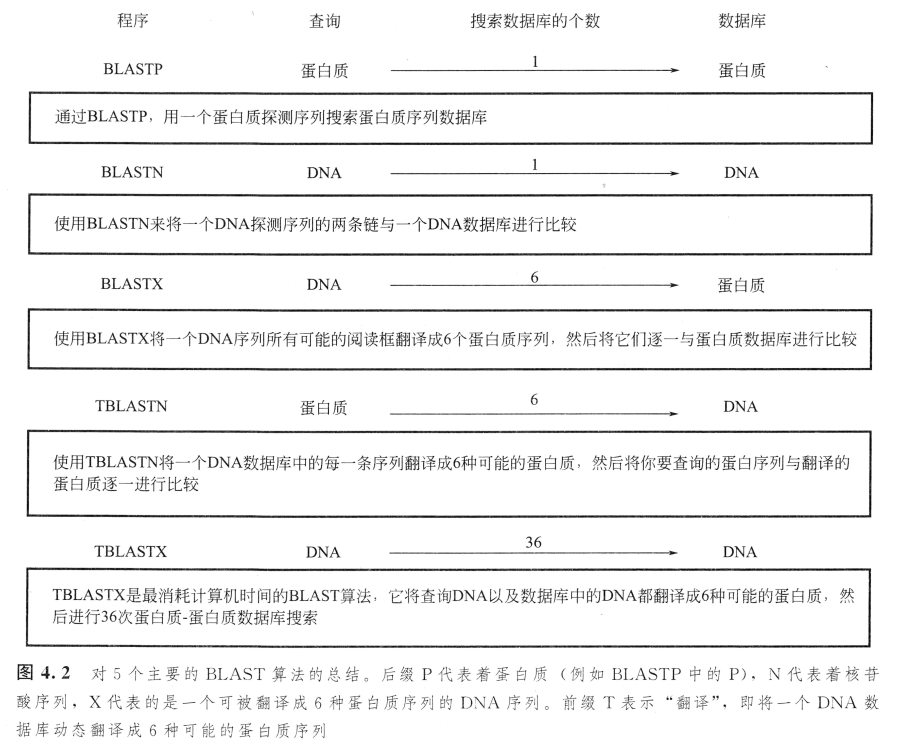 程序 查询 搜索数据库的个数 数据库
BLASTP 蛋白质 1 蛋白质
通过BLASTP，用一个蛋白质探测序列搜索蛋白质序列数据库
BLASTN DNA 1 DNA
使用BLASTN来将一个DNA探测序列的两条链与一个DNA数据库进行比较
BLASTX DNA 6 蛋白质
使用BLASTX将一个DNA序列所有可能的阅读框翻译成6个蛋白质序列，然后将它们逐一与蛋白质数据库进行比较
TBLASTN 蛋白质 6 DNA
使用TBLASTN将一个DNA数据库中的每一条序列翻译成6种可能的蛋白质，然后将你要查询的蛋白序列与翻译的
蛋白质逐一进行比较
TBLASTX DNA 36 DNA
TBLASTX是最消耗计算机时间的BLAST算法，它将查询DNA以及数据库中的DNA都翻译成6种可能的蛋白质，然
后进行36次蛋白质-蛋白质数据库搜索
图 4.2 对 5 个主要的 BLAST 算法的总结。后缀 P 代表着蛋白质（例如 BLASTP 中的 P），N 代表着核苷
酸序列，X 代表的是一个可被翻译成 6 种蛋白质序列的 DNA 序列。前缀 T 表示“翻译”，即将一个 DNA 数
据库动态翻译成 6 种可能的蛋白质序列